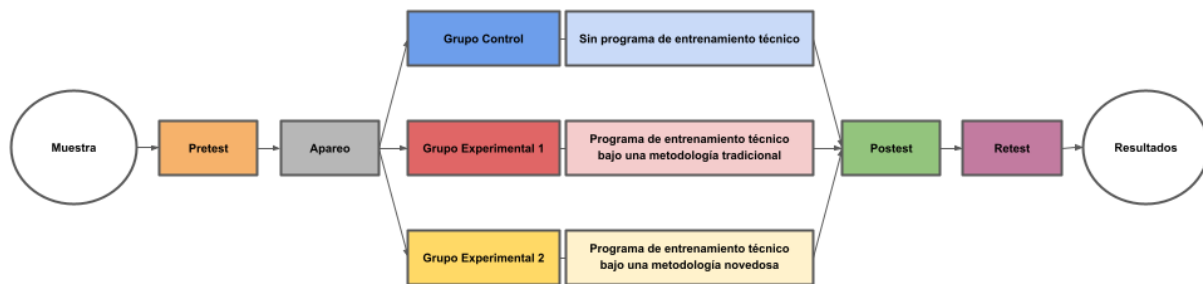 Muestra
Pretest
Apareo
Grupo Control
Sin programa de entrenamiento técnico
Grupo Experimental 1
Programa de entrenamiento técnico
bajo una metodología tradicional
Grupo Experimental 2
Programa de entrenamiento técnico
bajo una metodología novedosa
Postest
Retest
Resultados